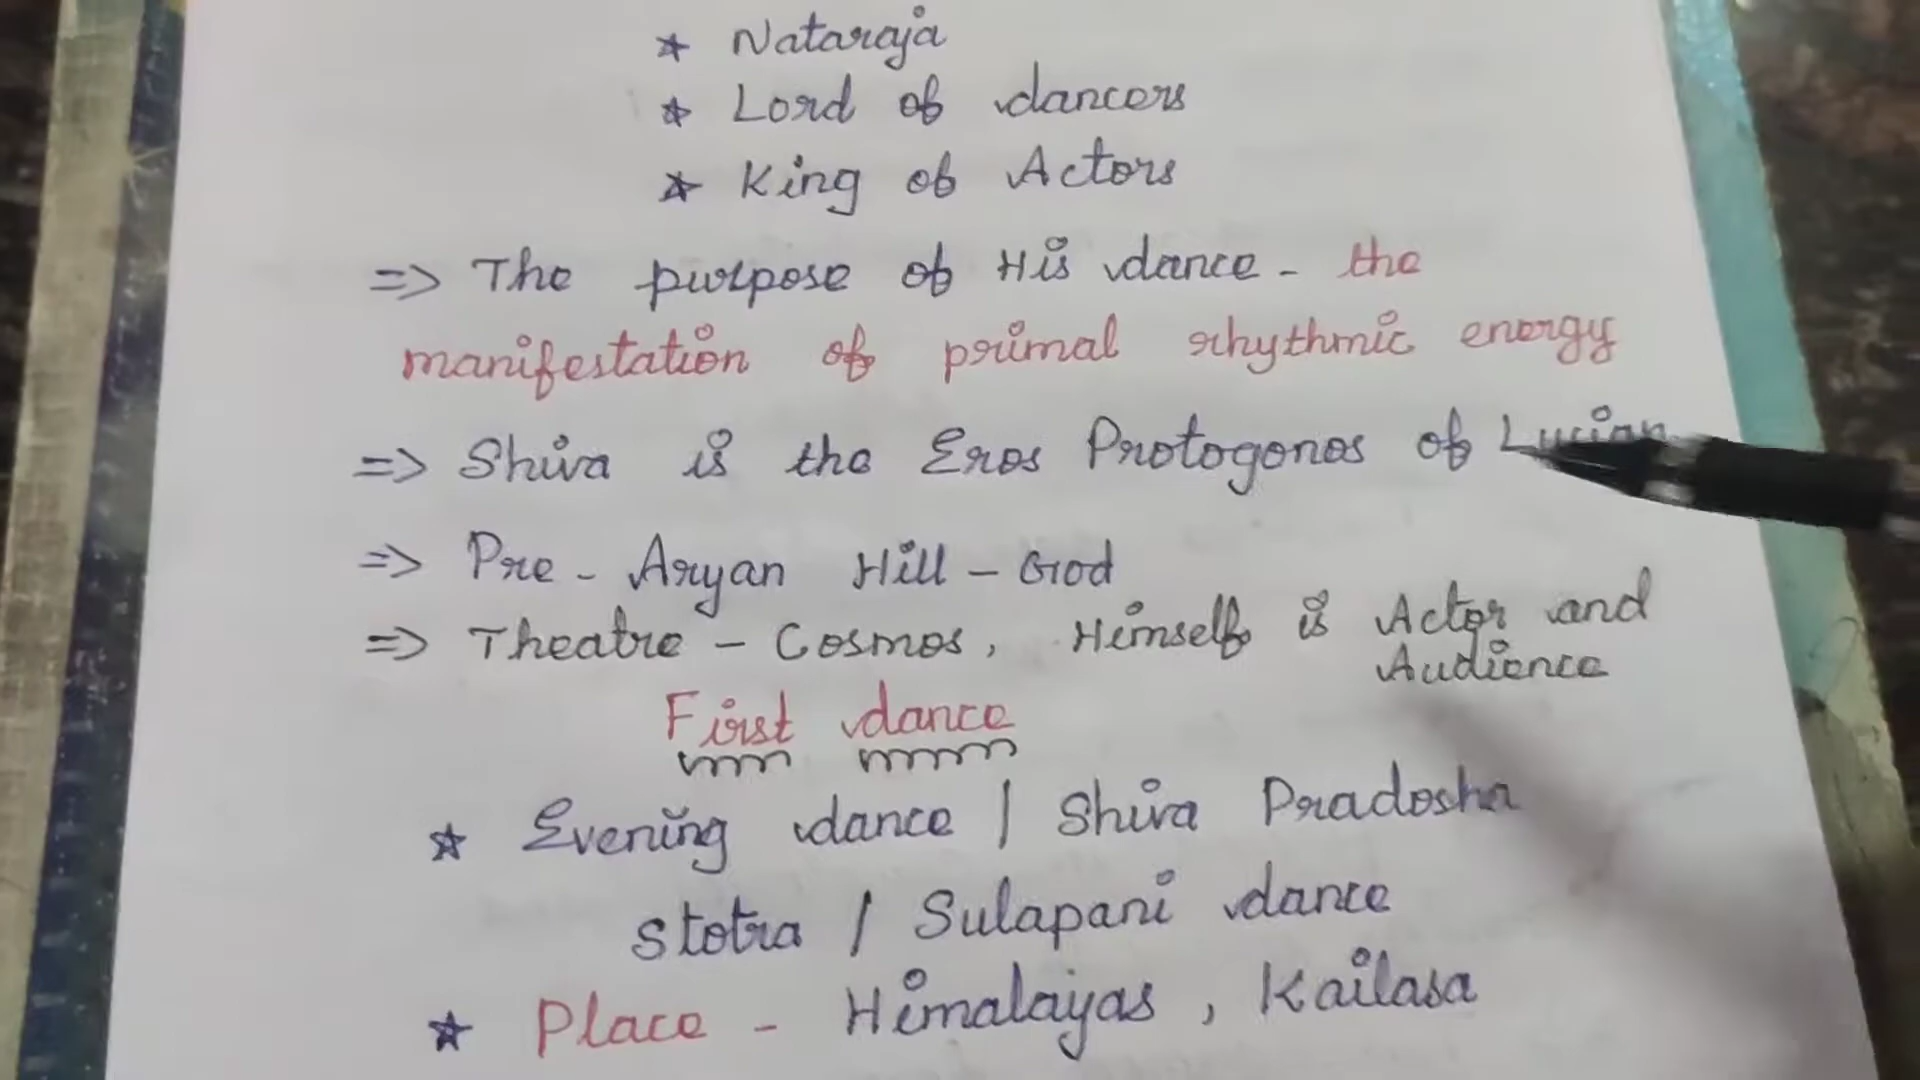 ★ Nataraja
★ Lord of dancers
★ King of Actors
=> The purpose of His dance - the
manifestation of primal rhythmic energy
=> Shiva is the Eros Protogonos of Lucian
=> Pre - Aryan Hill - God
=> Theatre - Cosmos, Himself is Actor and
Audience
First dance
★ Evening dance / Shiva Pradosha
Stotra / Sulapani dance
★ Place - Himalayas, Kailasa